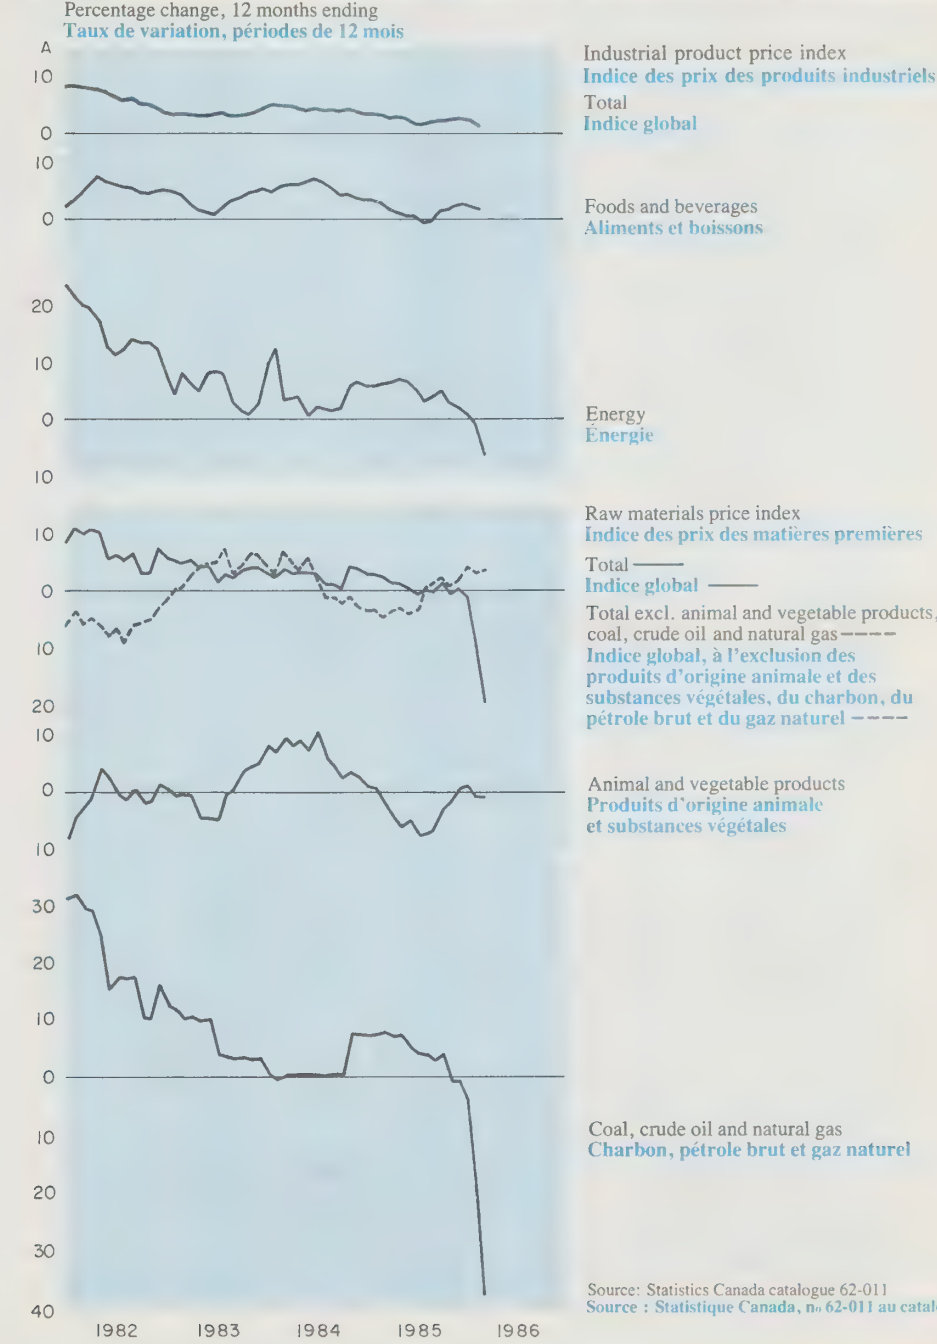 Percentage change, 12 months ending
Taux de variation, périodes de 12 mois
A
10
0
Industrial product price index
Indice des prix des produits industriels
Total
Indice global
10
0
Foods and beverages
Aliments et boissons
20
10
0
10
Energy
Énergie
10
0
10
20
Raw materials price index
Indice des prix des matières premières
Total
Indice global
Total excl. animal and vegetable products,
coal, crude oil and natural gas
Indice global, à l'exclusion des
produits d'origine animale et des
substances végétales, du charbon, du
pétrole brut et du gaz naturel
10
0
10
Animal and vegetable products
Produits d'origine animale
et substances végétales
30
20
10
0
10
20
30
40
Coal, crude oil and natural gas
Charbon, pétrole brut et gaz naturel
1982 1983 1984 1985 1986
Source: Statistics Canada catalogue 62-011
Source : Statistique Canada, no 62-011 au